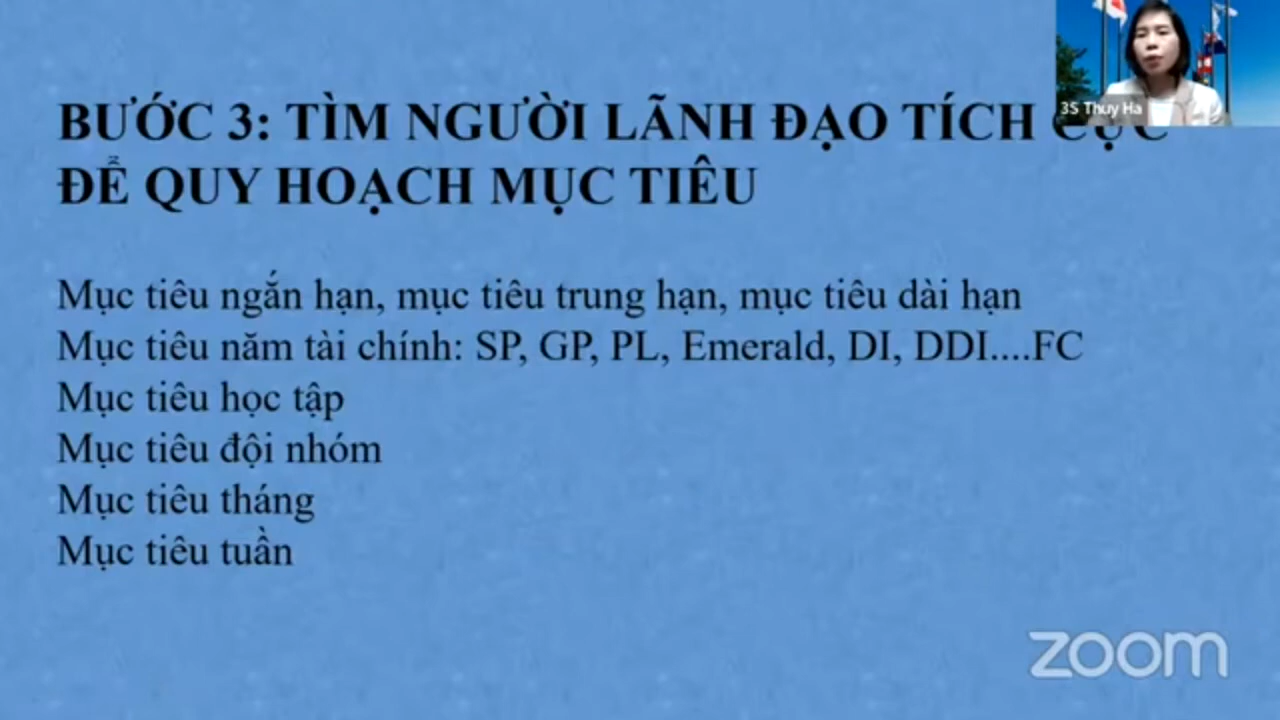 3S Thuy Ha
BƯỚC 3: TÌM NGƯỜI LÃNH ĐẠO TÍCH CỰC
ĐỂ QUY HOẠCH MỤC TIÊU
Mục tiêu ngắn hạn, mục tiêu trung hạn, mục tiêu dài hạn
Mục tiêu năm tài chính: SP, GP, PL, Emerald, DI, DDI....FC
Mục tiêu học tập
Mục tiêu đội nhóm
Mục tiêu tháng
Mục tiêu tuần
zoom